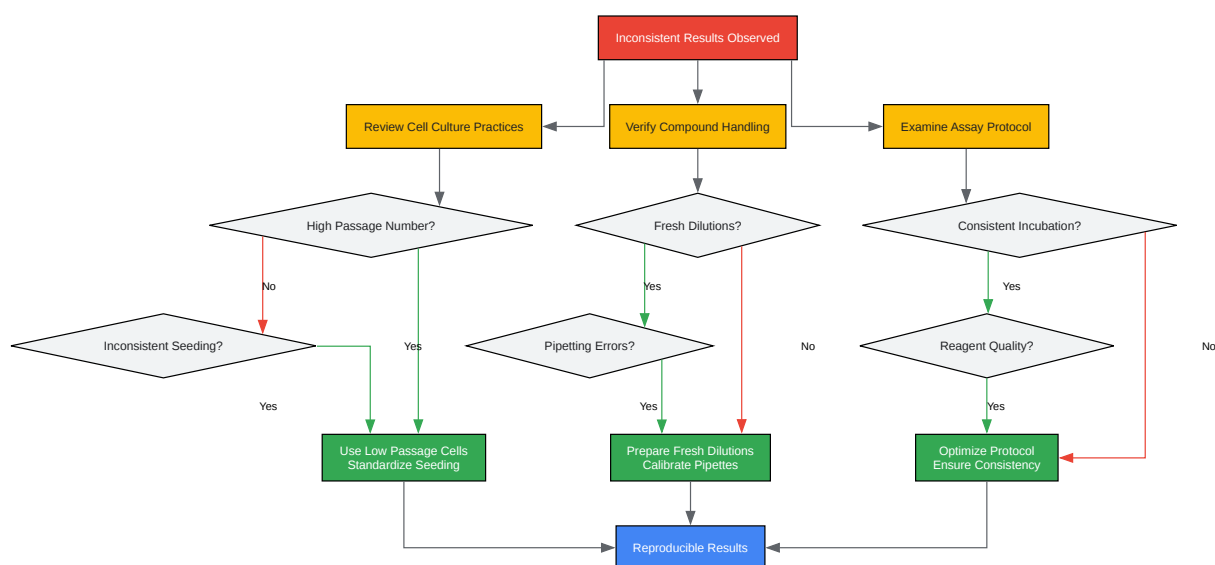 Inconsistent Results Observed
Review Cell Culture Practices
Verify Compound Handling
Examine Assay Protocol
High Passage Number?
Fresh Dilutions?
Consistent Incubation?
No
Yes
Yes
Inconsistent Seeding?
Yes
Pipetting Errors?
No
Reagent Quality?
No
Yes
Yes
Yes
Use Low Passage Cells
Standardize Seeding
Prepare Fresh Dilutions
Calibrate Pipettes
Optimize Protocol
Ensure Consistency
Reproducible Results